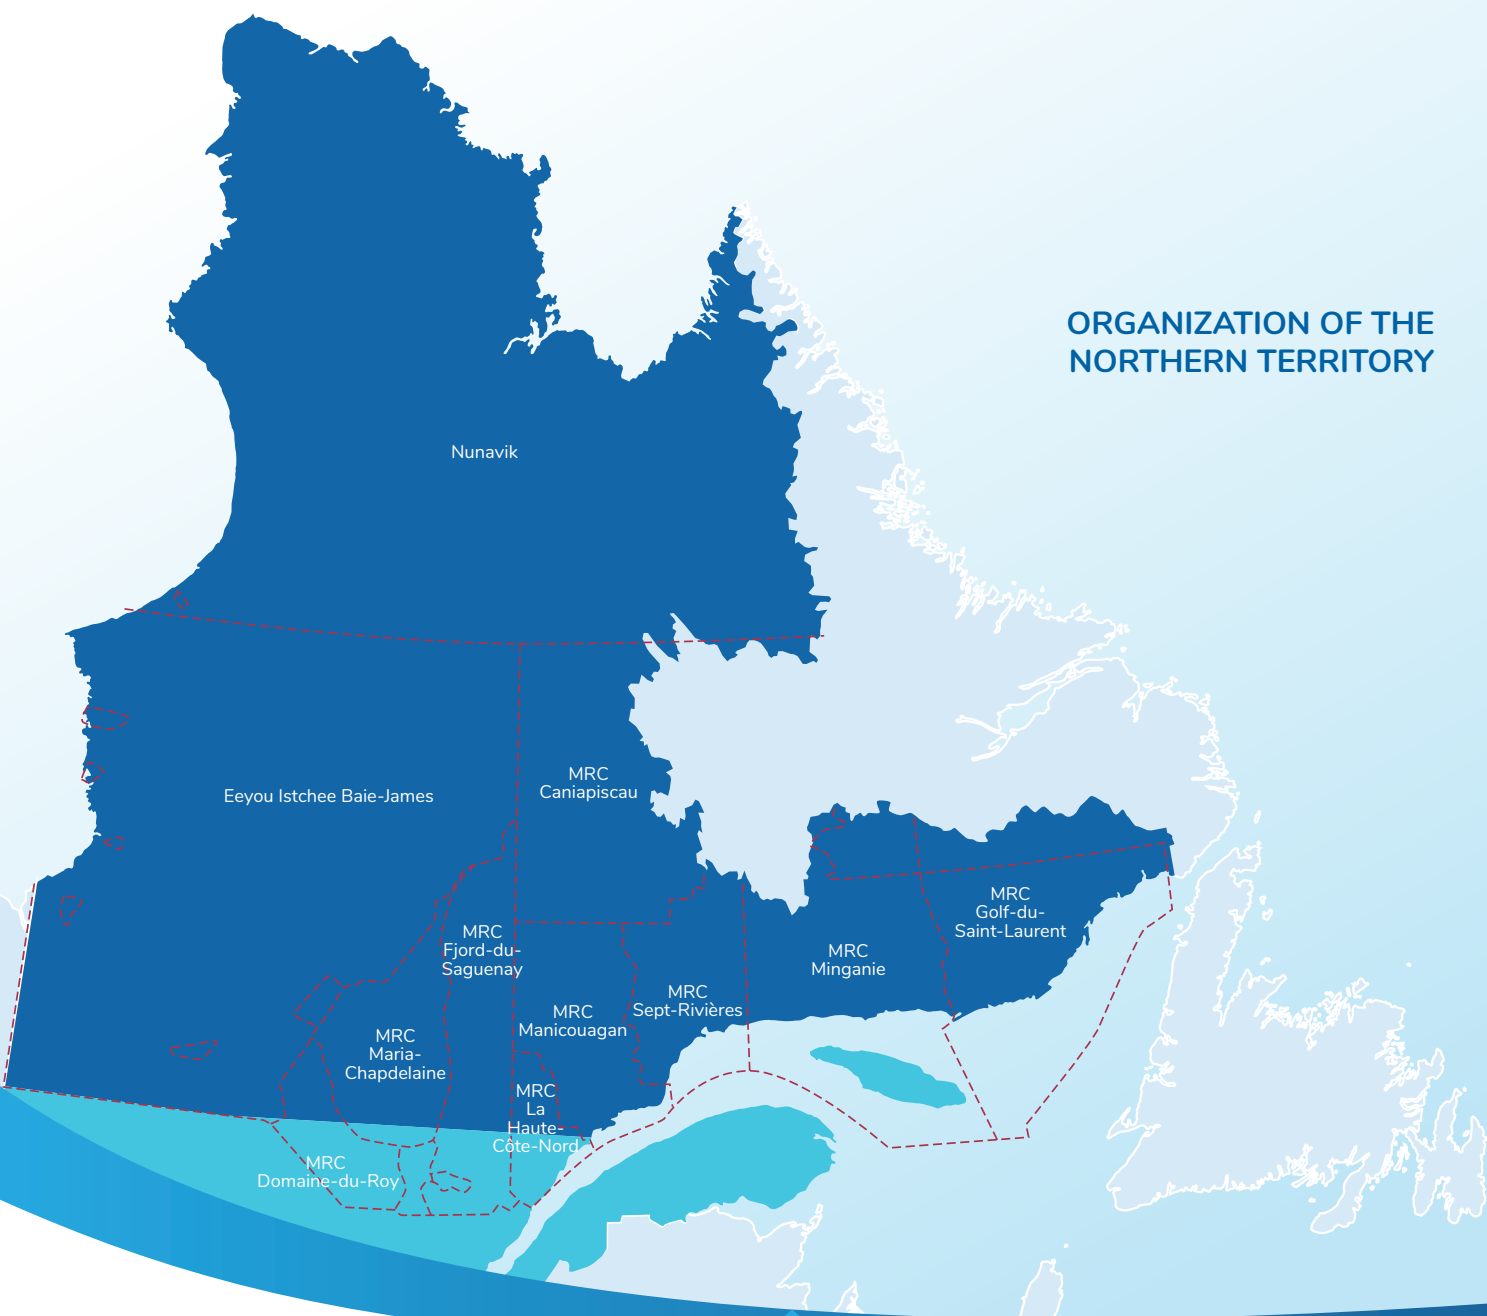 ORGANIZATION OF THE
NORTHERN TERRITORY
Nunavik
Eeyou Istchee Baie-James
MRC
Caniapiscau
MRC
Fjord-du-
Saguenay
MRC
Golf-du-
Saint-Laurent
MRC
Minganie
MRC
Sept-Rivières
MRC
Manicouagan
MRC
Maria-
Chapdelaine
MRC
La
Haute-
Côte-Nord
MRC
Domaine-du-Roy